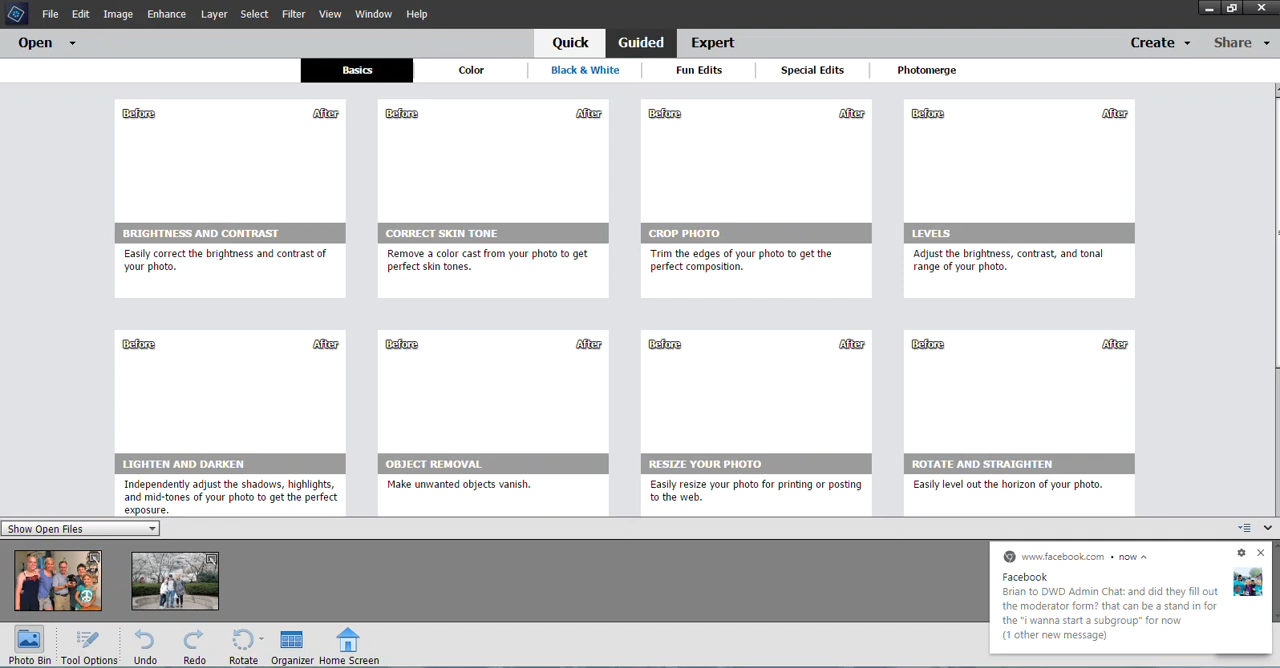 File Edit Image Enhance Layer Select Filter View Window Help
Open Quick Guided Expert Create Share
Basics Color Black & White Fun Edits Special Edits Photomerge
Before After Before After Before After Before After
BRIGHTNESS AND CONTRAST CORRECT SKIN TONE CROP PHOTO LEVELS
Easily correct the brightness and contrast of your photo.
Remove a color cast from your photo to get perfect skin tones.
Trim the edges of your photo to get the perfect composition.
Adjust the brightness, contrast, and tonal range of your photo.
Before After Before After Before After Before After
LIGHTEN AND DARKEN OBJECT REMOVAL RESIZE YOUR PHOTO ROTATE AND STRAIGHTEN
Independently adjust the shadows, highlights, and mid-tones of your photo to get the perfect exposure.
Make unwanted objects vanish.
Easily resize your photo for printing or posting to the web.
Easily level out the horizon of your photo.
Show Open Files
www.facebook.com • now
Facebook
Brian to DWD Admin Chat: and did they fill out
the moderator form? that can be a stand in for
the "i wanna start a subgroup" for now
(1 other new message)
Photo Bin Tool Options Undo Redo Rotate Organizer Home Screen